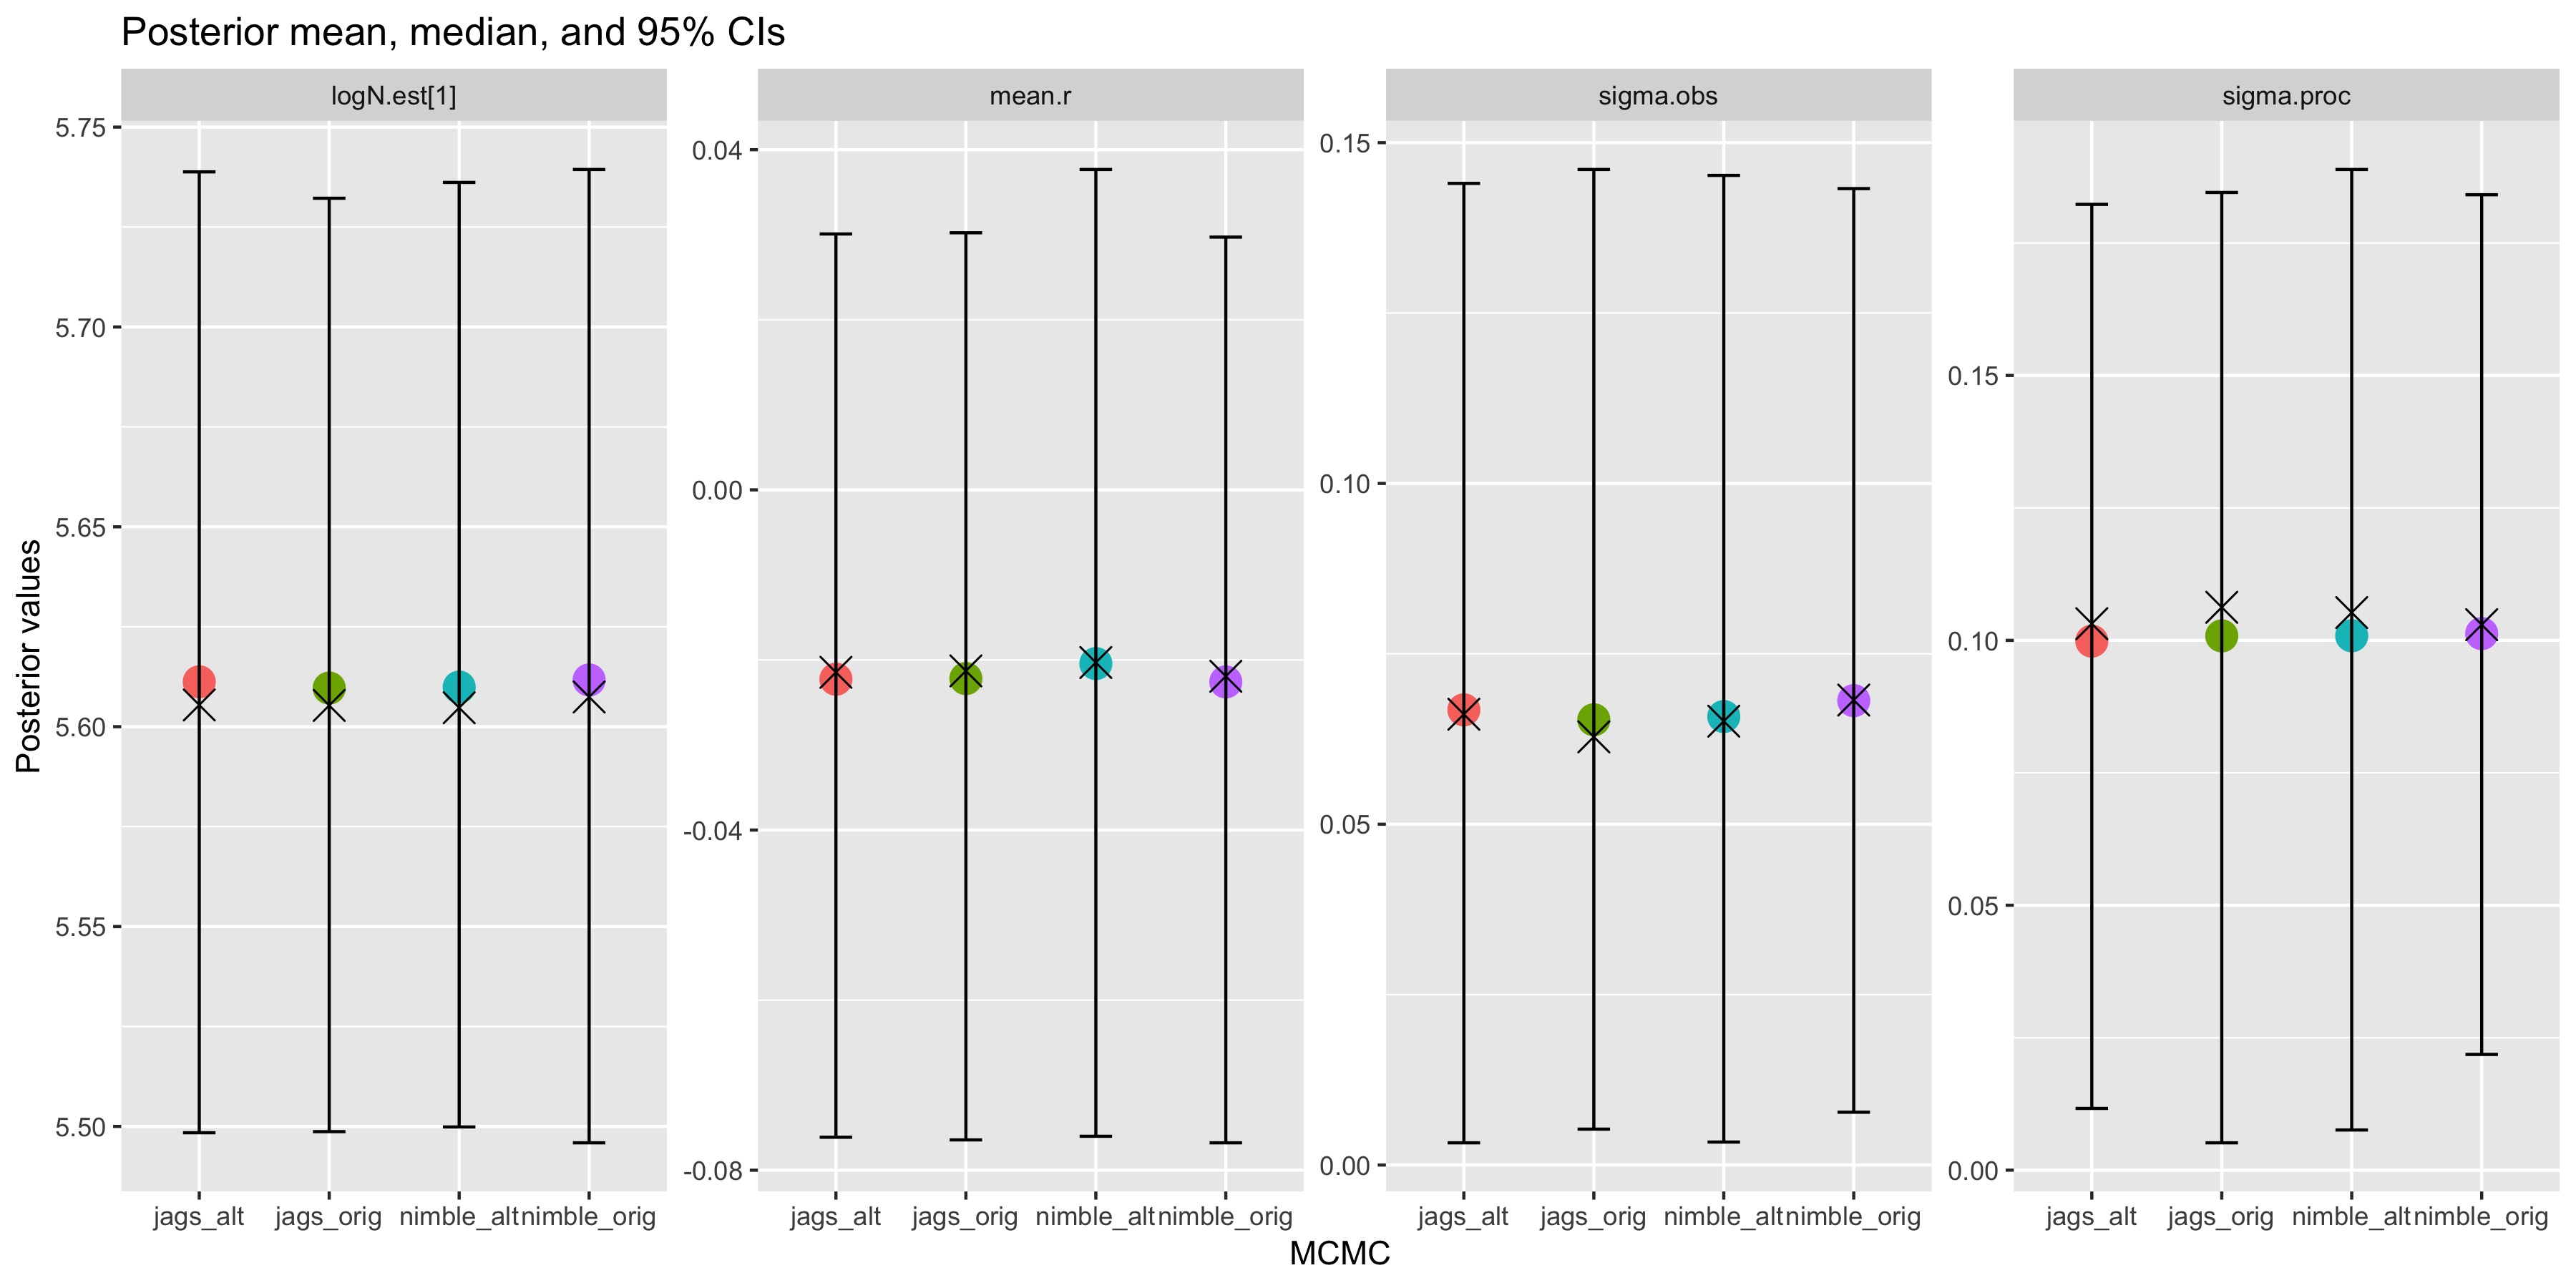 Posterior mean, median, and 95% CIs
logN.est[1]
mean.r
sigma.obs
sigma.proc
Posterior values
5.75
5.70
5.65
5.60
5.55
5.50
0.04
0.00
-0.04
-0.08
0.15
0.10
0.05
0.00
0.15
0.10
0.05
0.00
jags_alt jags_orig nimble_alt nimble_orig
jags_alt jags_orig nimble_alt nimble_orig
jags_alt jags_orig nimble_alt nimble_orig
jags_alt jags_orig nimble_alt nimble_orig
MCMC